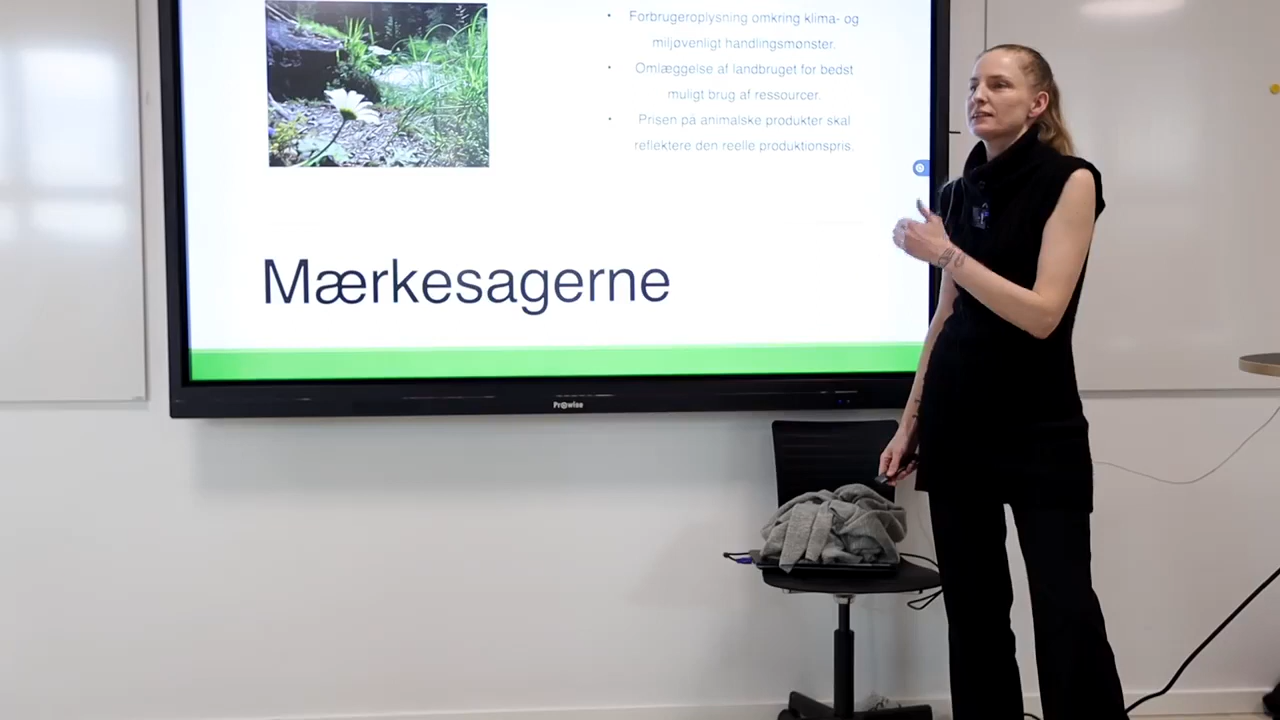 • Forbrugeroplysning omkring klima- og
miljøvenligt handlingsmønster.
• Omlæggelse af landbruget for bedst
muligt brug af ressourcer.
• Prisen på animalske produkter skal
reflektere den reelle produktionspris.
Mærkesagerne
Prowise